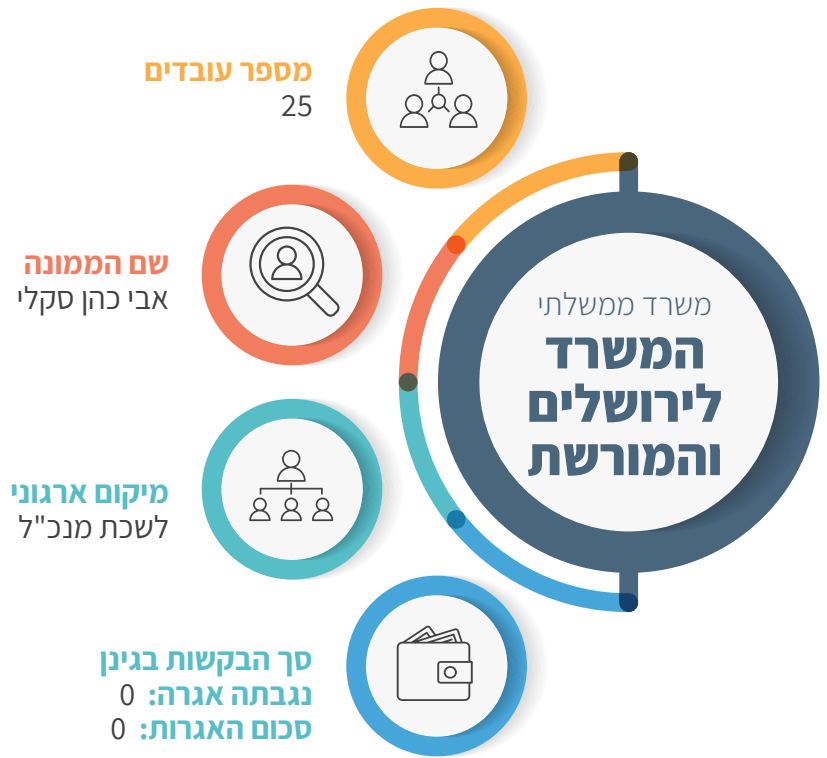 משרד ממשלתי
המשרד
לירושלים
והמורשת
מספר עובדים
25
שם הממונה
אבי כהן סקלי
מיקום ארגוני
לשכת מנכ"ל
סך הבקשות בגינן
נגבתה אגרה: 0
סכום האגרות: 0